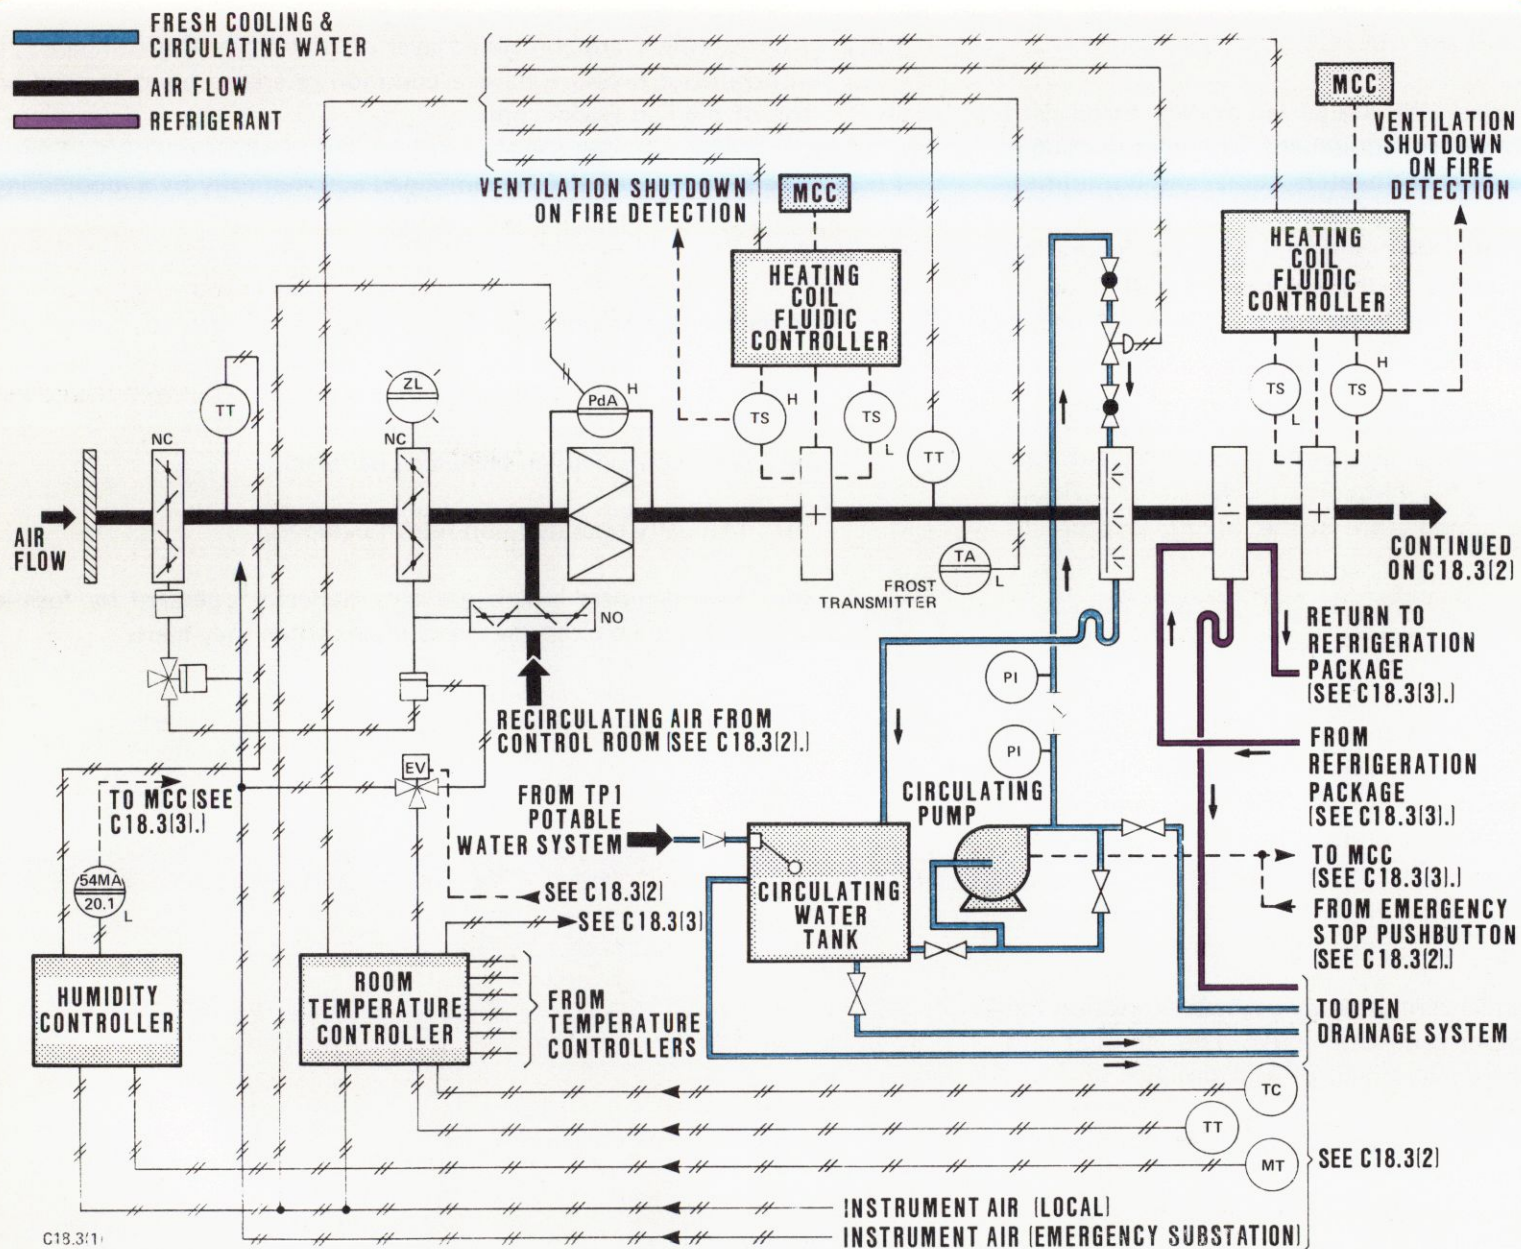 FRESH COOLING &
CIRCULATING WATER
AIR FLOW
REFRIGERANT
MCC
VENTILATION
SHUTDOWN
ON FIRE
DETECTION
VENTILATION SHUTDOWN
ON FIRE DETECTION
MCC
HEATING
COIL
FLUIDIC
CONTROLLER
HEATING
COIL
FLUIDIC
CONTROLLER
TT
NC
ZL
NC
PdA
H
TS
H
TS
L
TT
TS
L
TS
H
AIR
FLOW
TA
L
FROST
TRANSMITTER
CONTINUED
ON C18.3(2)
NO
RECIRCULATING AIR FROM
CONTROL ROOM (SEE C18.3(2).)
RETURN TO
REFRIGERATION
PACKAGE
(SEE C18.3(3).)
PI
PI
FROM
REFRIGERATION
PACKAGE
(SEE C18.3(3).)
EV
TO MCC (SEE
C18.3(3).)
FROM TP1
POTABLE
WATER SYSTEM
CIRCULATING
PUMP
SEE C18.3(2)
SEE C18.3(3)
CIRCULATING
WATER
TANK
TO MCC
(SEE C18.3(3).)
FROM EMERGENCY
STOP PUSHBUTTON
(SEE C18.3(2).)
54MA
20.1
L
HUMIDITY
CONTROLLER
ROOM
TEMPERATURE
CONTROLLER
FROM
TEMPERATURE
CONTROLLERS
TO OPEN
DRAINAGE SYSTEM
TC
TT
MT
SEE C18.3(2)
INSTRUMENT AIR (LOCAL)
INSTRUMENT AIR (EMERGENCY SUBSTATION)
C18.3(1)